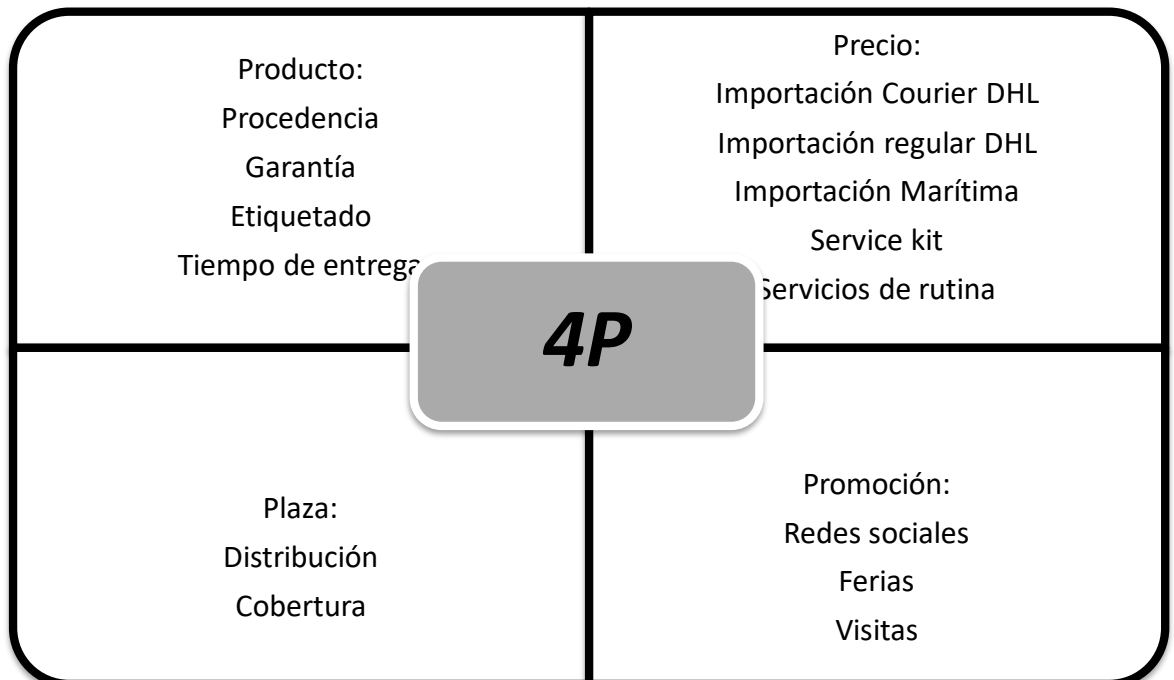 Producto:
Procedencia
Garantía
Etiquetado
Tiempo de entrega
Precio:
Importación Courier DHL
Importación regular DHL
Importación Marítima
Service kit
Servicios de rutina
4P
Plaza:
Distribución
Cobertura
Promoción:
Redes sociales
Ferias
Visitas